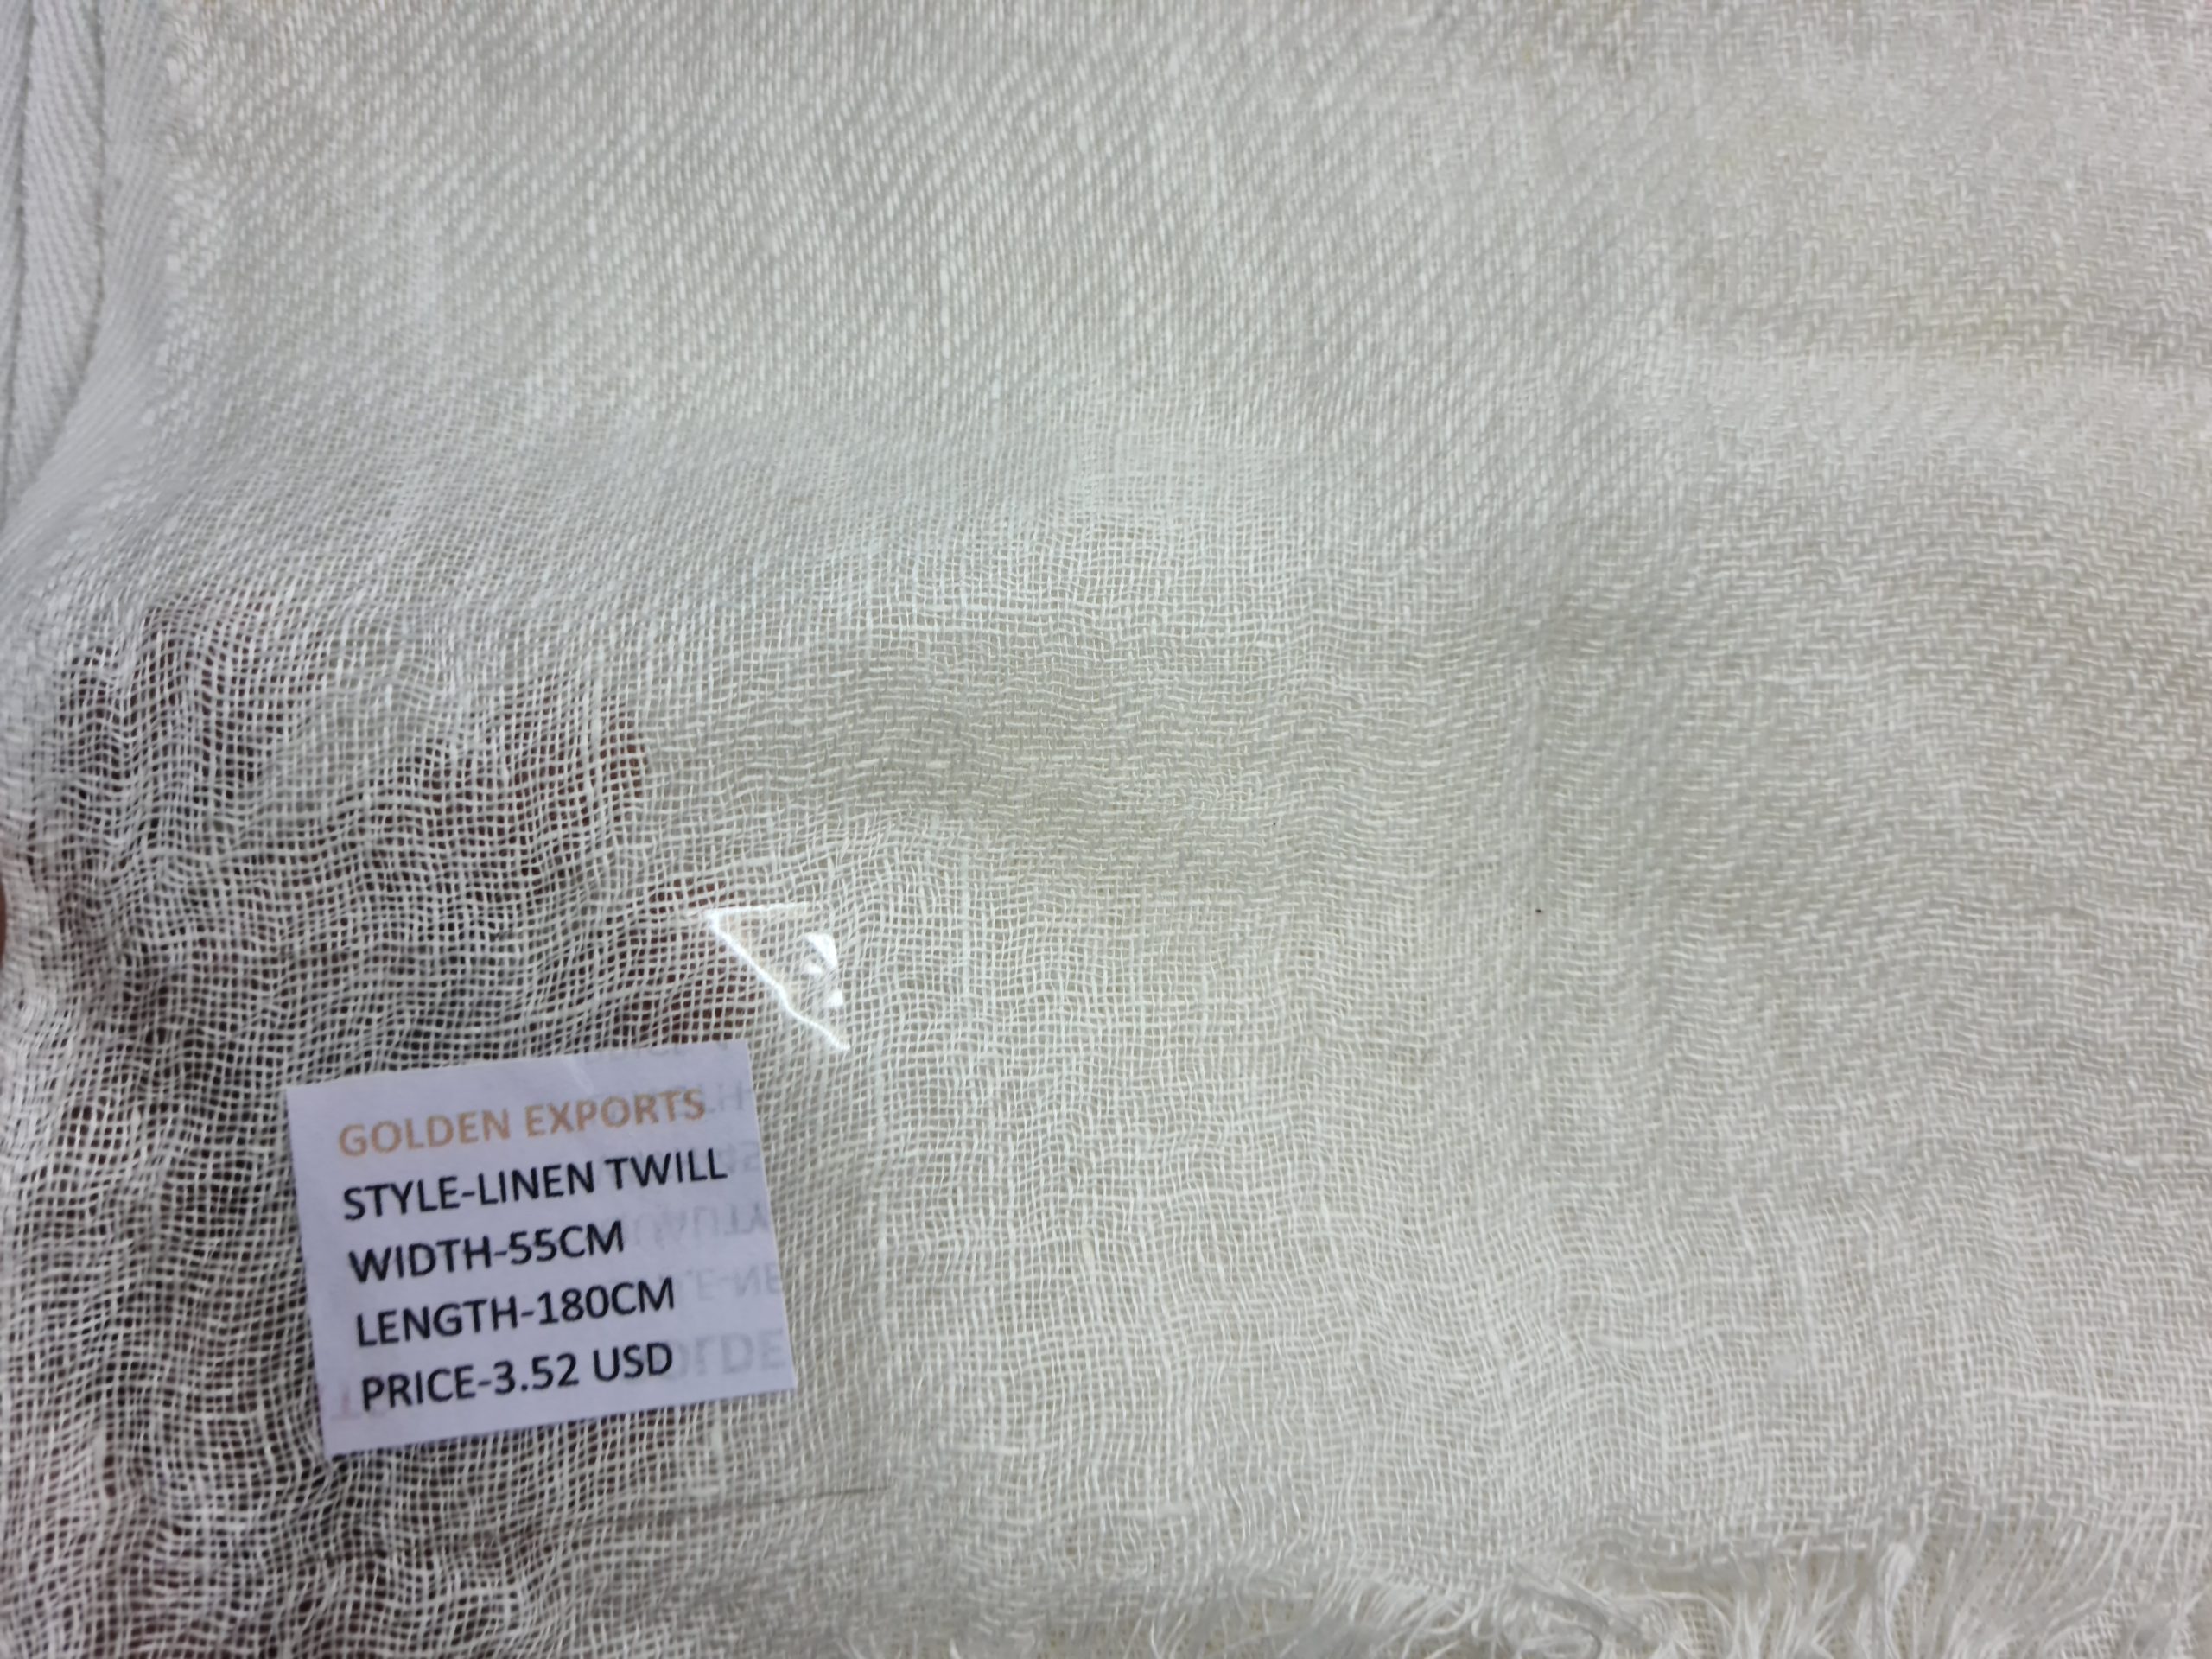 GOLDEN EXPORTS
STYLE-LINEN TWILL
WIDTH-55CM
LENGTH-180CM
PRICE-3.52 USD